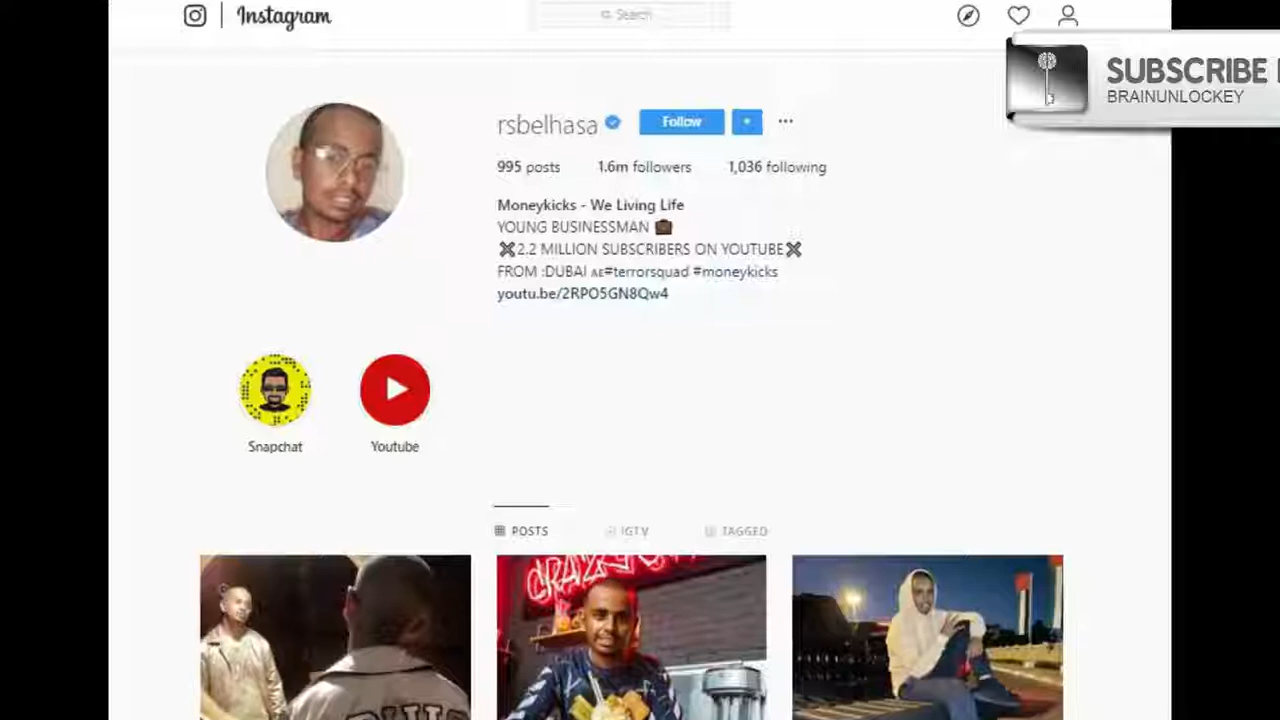 Instagram
Search
SUBSCRIBE
BRAINUNLOCKEY
rsbelhasa
Follow
995 posts 1.6m followers 1,036 following
Moneykicks - We Living Life
YOUNG BUSINESSMAN 💼
✖2.2 MILLION SUBSCRIBERS ON YOUTUBE✖
FROM :DUBAI ᴀᴇ#terrorsquad #moneykicks
youtu.be/2RPO5GN8Qw4
Snapchat Youtube
POSTS IGTV TAGGED